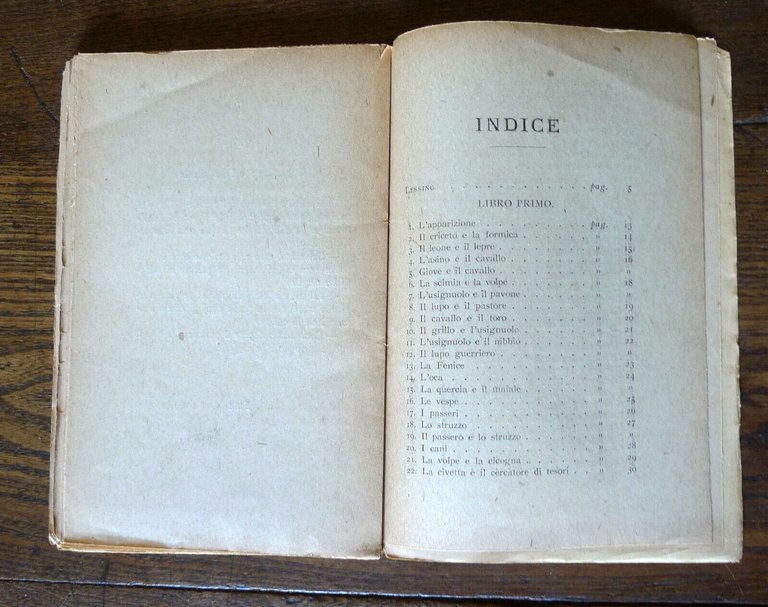 INDICE
Lessing . . . . . . . . . . . . pag. 5
LIBRO PRIMO.
1. L'apparizione . . . . . . . . . pag. 13
2. Il criceto e la formica . . . . . . " 14
3. Il leone e il lepre . . . . . . . . " 15
4. L'asino e il cavallo . . . . . . . " 16
5. Giove e il cavallo . . . . . . . . " "
6. La scimia e la volpe . . . . . . . " 18
7. L'usignuolo e il pavone . . . . . . " "
8. Il lupo e il pastore . . . . . . . " 19
9. Il cavallo e il toro . . . . . . . " 20
10. Il grillo e l'usignuolo . . . . . . " 21
11. L'usignuolo e il nibbio . . . . . . " 22
12. Il lupo guerriero . . . . . . . . " "
13. La Fenice . . . . . . . . . . " 23
14. L'oca . . . . . . . . . . . " 24
15. La quercia e il maiale . . . . . . " "
16. Le vespe . . . . . . . . . . " 25
17. I passeri . . . . . . . . . . " 26
18. Lo struzzo . . . . . . . . . . " 27
19. Il passero e lo struzzo . . . . . . " "
20. I cani . . . . . . . . . . . " 28
21. La volpe e la cicogna . . . . . . . " 29
22. La civetta e il cercatore di tesori . . " 30